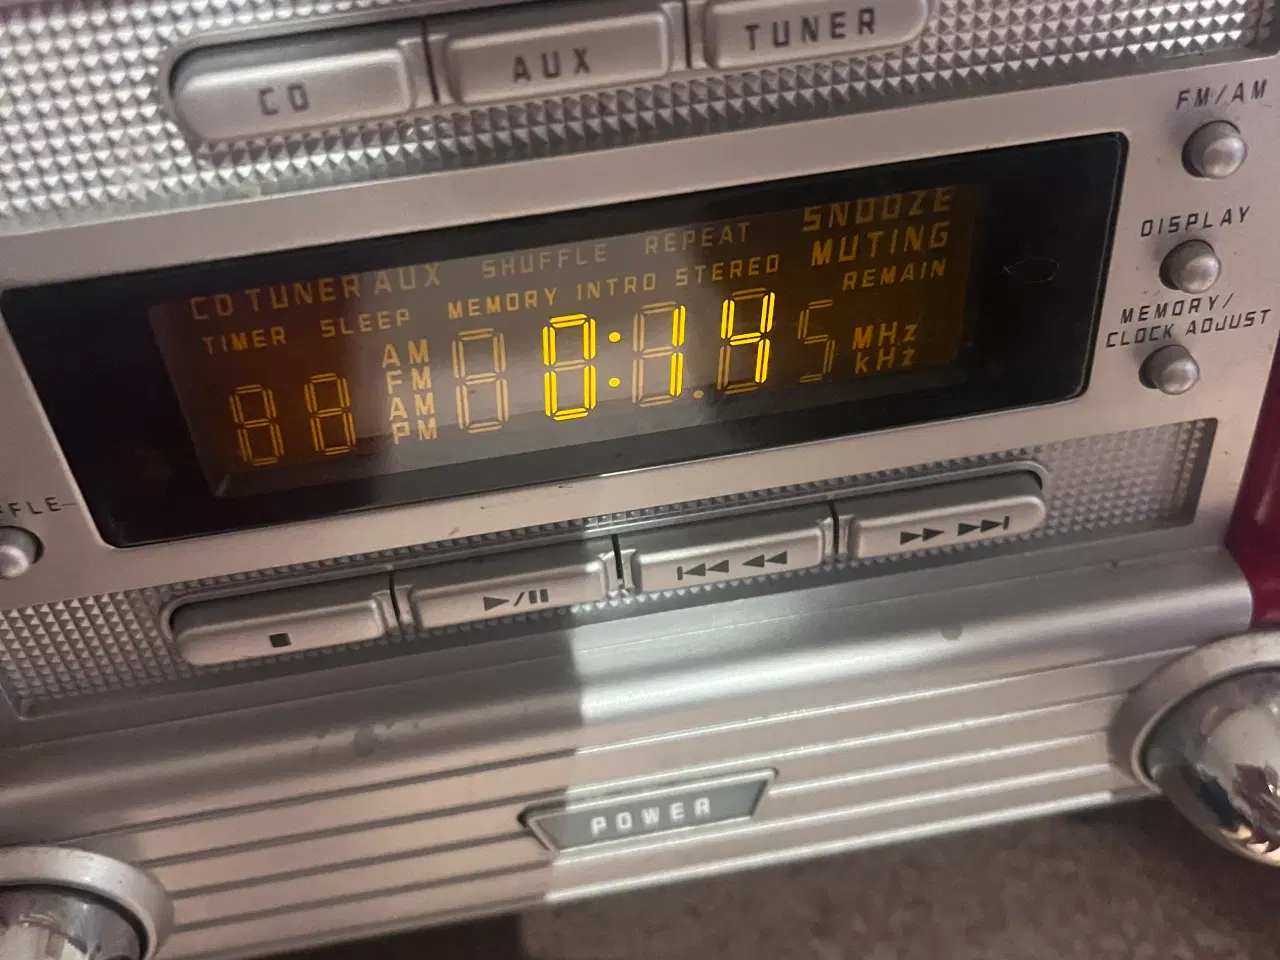 CD AUX TUNER
FM/AM
DISPLAY
MEMORY/
CLOCK ADJUST
CD TUNER AUX SHUFFLE REPEAT SNOOZE
TIMER SLEEP MEMORY INTRO STEREO MUTING
REMAIN
AM
FM
AM
PM
0:14
MHz
kHz
POWER